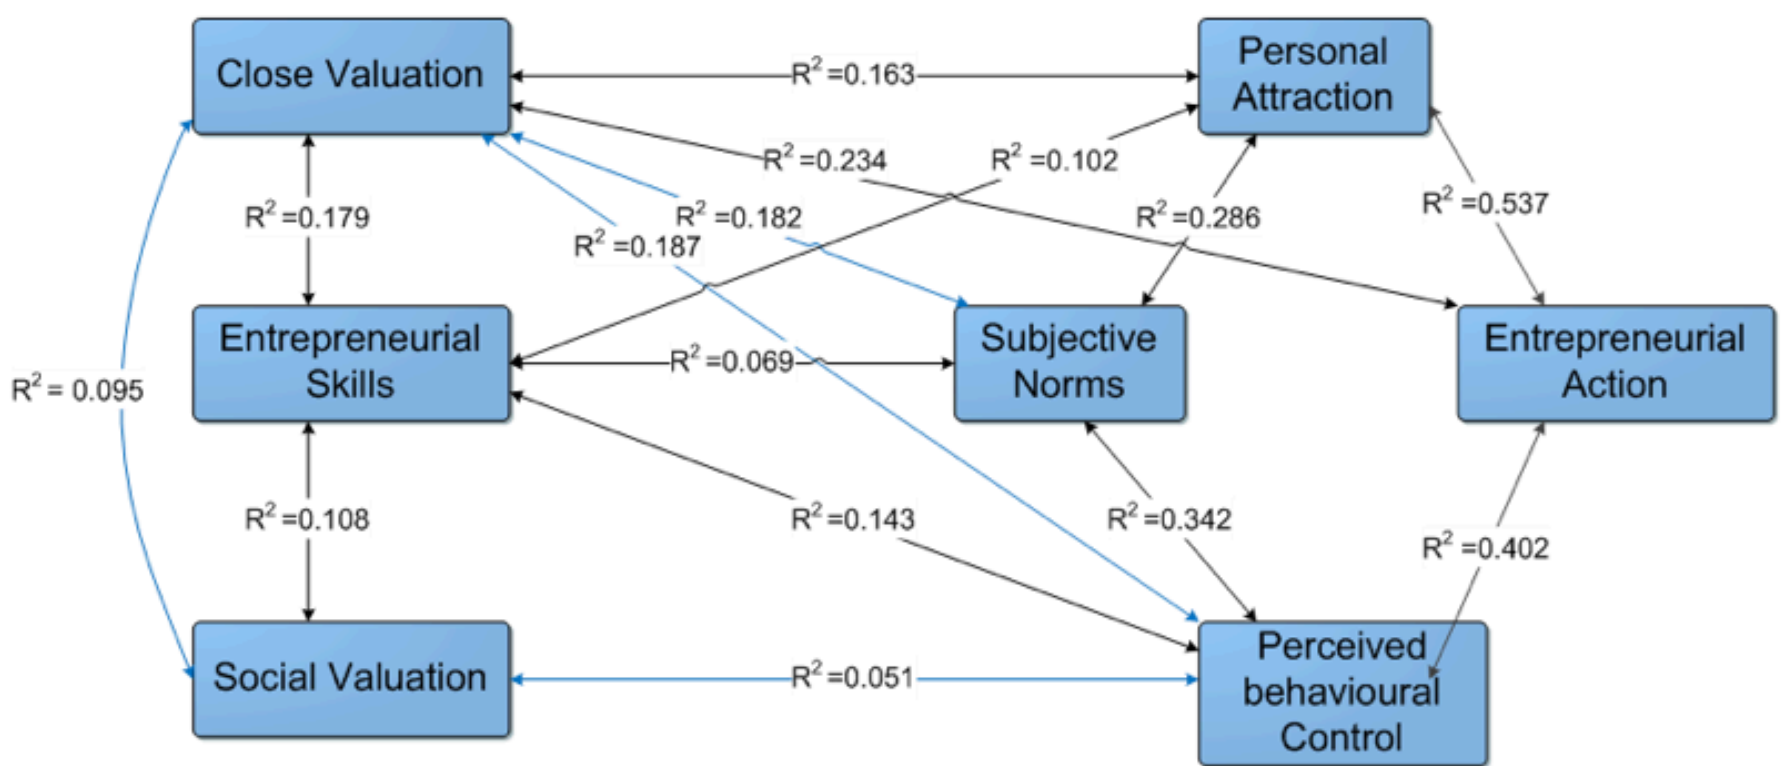 Close Valuation
R² =0.163
Personal
Attraction
R² =0.234
R² =0.102
R² =0.179
R² =0.182
R² =0.187
R² =0.286
R² =0.537
Entrepreneurial
Skills
R² =0.069
Subjective
Norms
Entrepreneurial
Action
R² = 0.095
R² =0.108
R² =0.143
R² =0.342
R² =0.402
Social Valuation
R² =0.051
Perceived
behavioural
Control